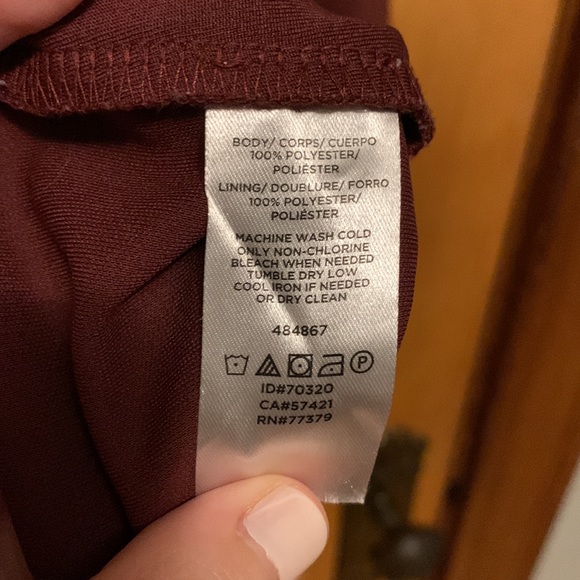 BODY/ CORPS/ CUERPO
100% POLYESTER/
POLIÉSTER
LINING/ DOUBLURE/ FORRO
100% POLYESTER/
POLIÉSTER
MACHINE WASH COLD
ONLY NON-CHLORINE
BLEACH WHEN NEEDED
TUMBLE DRY LOW
COOL IRON IF NEEDED
OR DRY CLEAN
484867
P
ID#70320
CA#57421
RN#77379